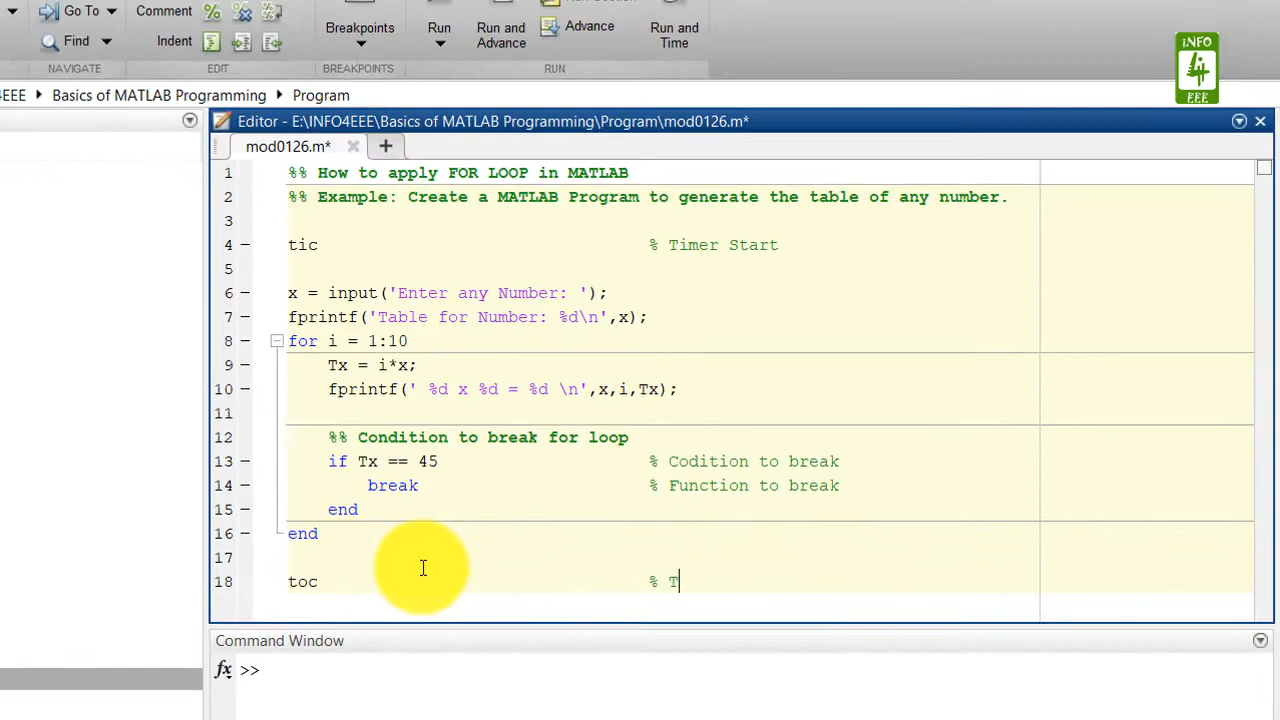 Go To Comment
Find Indent
Breakpoints Run Run and Advance Advance Run and Time
NAVIGATE EDIT BREAKPOINTS RUN
INFO 4 EEE
Basics of MATLAB Programming Program
Editor - E:\INFO4EEE\Basics of MATLAB Programming\Program\mod0126.m*
mod0126.m*
1 %% How to apply FOR LOOP in MATLAB
2 %% Example: Create a MATLAB Program to generate the table of any number.
3
4 tic % Timer Start
5
6 x = input('Enter any Number: ');
7 fprintf('Table for Number: %d\n',x);
8 for i = 1:10
9 Tx = i*x;
10 fprintf(' %d x %d = %d \n',x,i,Tx);
11
12 %% Condition to break for loop
13 if Tx == 45 % Codition to break
14 break % Function to break
15 end
16 end
17
18 toc % T
Command Window
fx >>